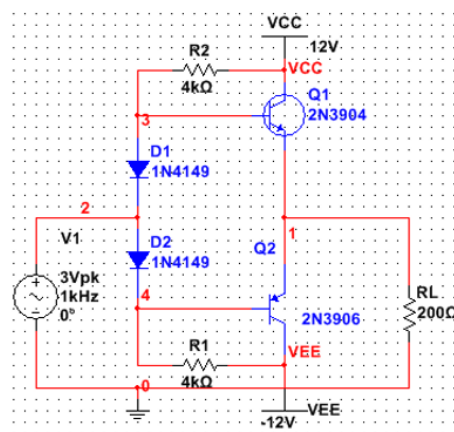 VCC
12V
R2
VCC
4kΩ
Q1
3
2N3904
D1
1N4149
2
1
V1
D2
Q2
1N4149
3Vpk
1kHz
0°
RL
200Ω
4
2N3906
R1
VEE
0
4kΩ
VEE
-12V